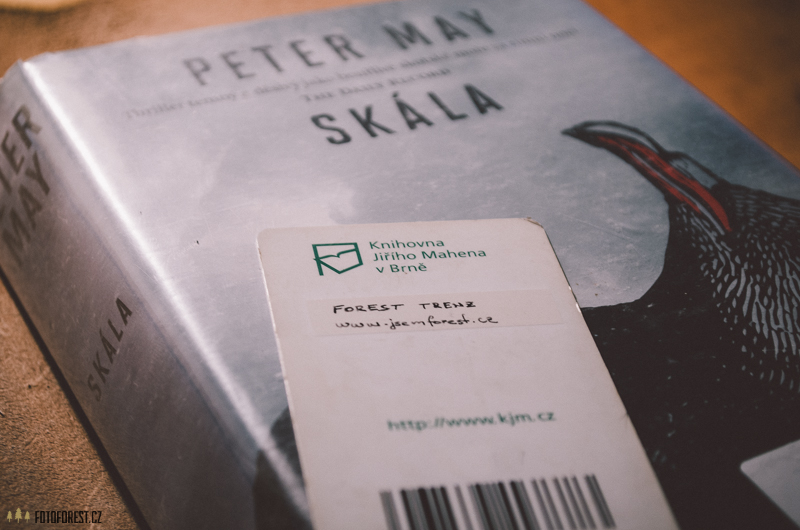 PETER MAY
SKÁLA
PETER
MAY
SKÁLA
Knihovna
Jiřího Mahena
v Brně
FOREST TRENZ
www.jsemforest.cz
http://www.kjm.cz
FOTOFOREST.CZ